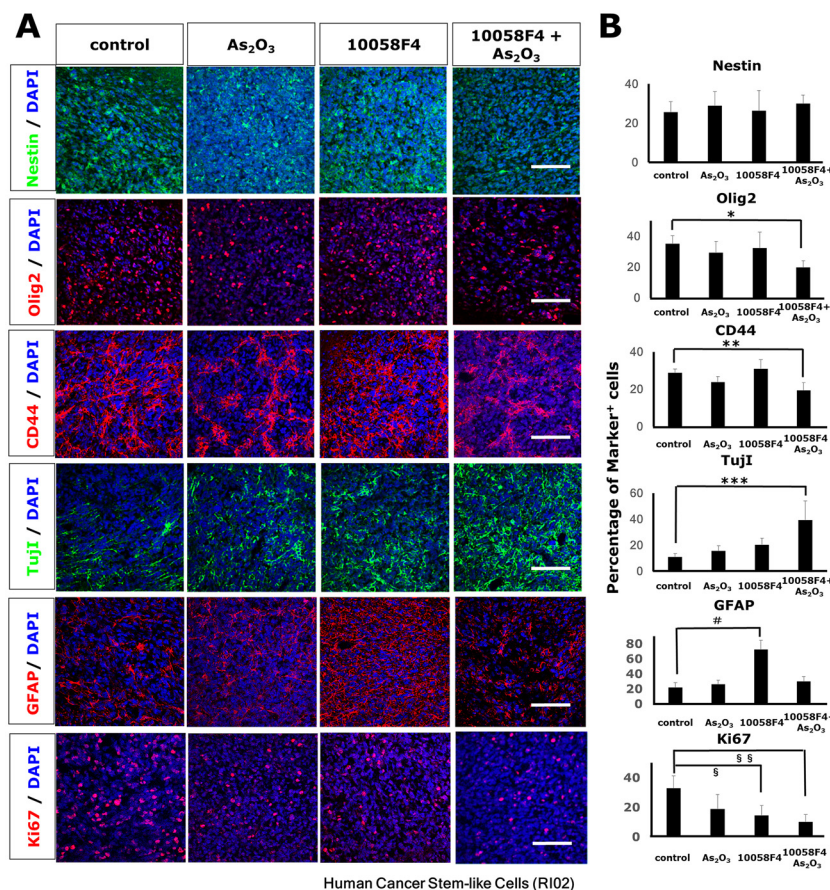 A
control
As₂O₃
10058F4
10058F4 +
As₂O₃
Nestin / DAPI
Olig2 / DAPI
CD44 / DAPI
TujI / DAPI
GFAP/ DAPI
Ki67 / DAPI
Human Cancer Stem-like Cells (RI02)
B
Percentage of Marker⁺ cells
Nestin
40
20
0
control As₂O₃ 10058F4 10058F4+
As₂O₃
Olig2
*
40
20
0
control As₂O₃ 10058F4 10058F4+
As₂O₃
CD44
**
40
20
0
control As₂O₃ 10058F4 10058F4
As₂O₃
TujI
***
60
40
20
0
control As₂O₃ 10058F4 10058F4+
As₂O₃
GFAP
#
80
60
40
20
0
control As₂O₃ 10058F4 10058F4+
As₂O₃
Ki67
§ §
§
40
20
0
control As₂O₃ 10058F4 10058F4
As₂O₃